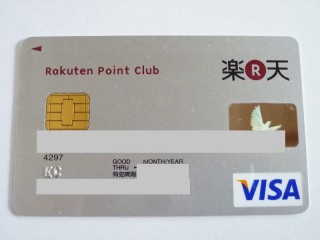 Rakuten Point Club
楽R天
4297
GOOD THRU MONTH/YEAR
有効期限
VISA